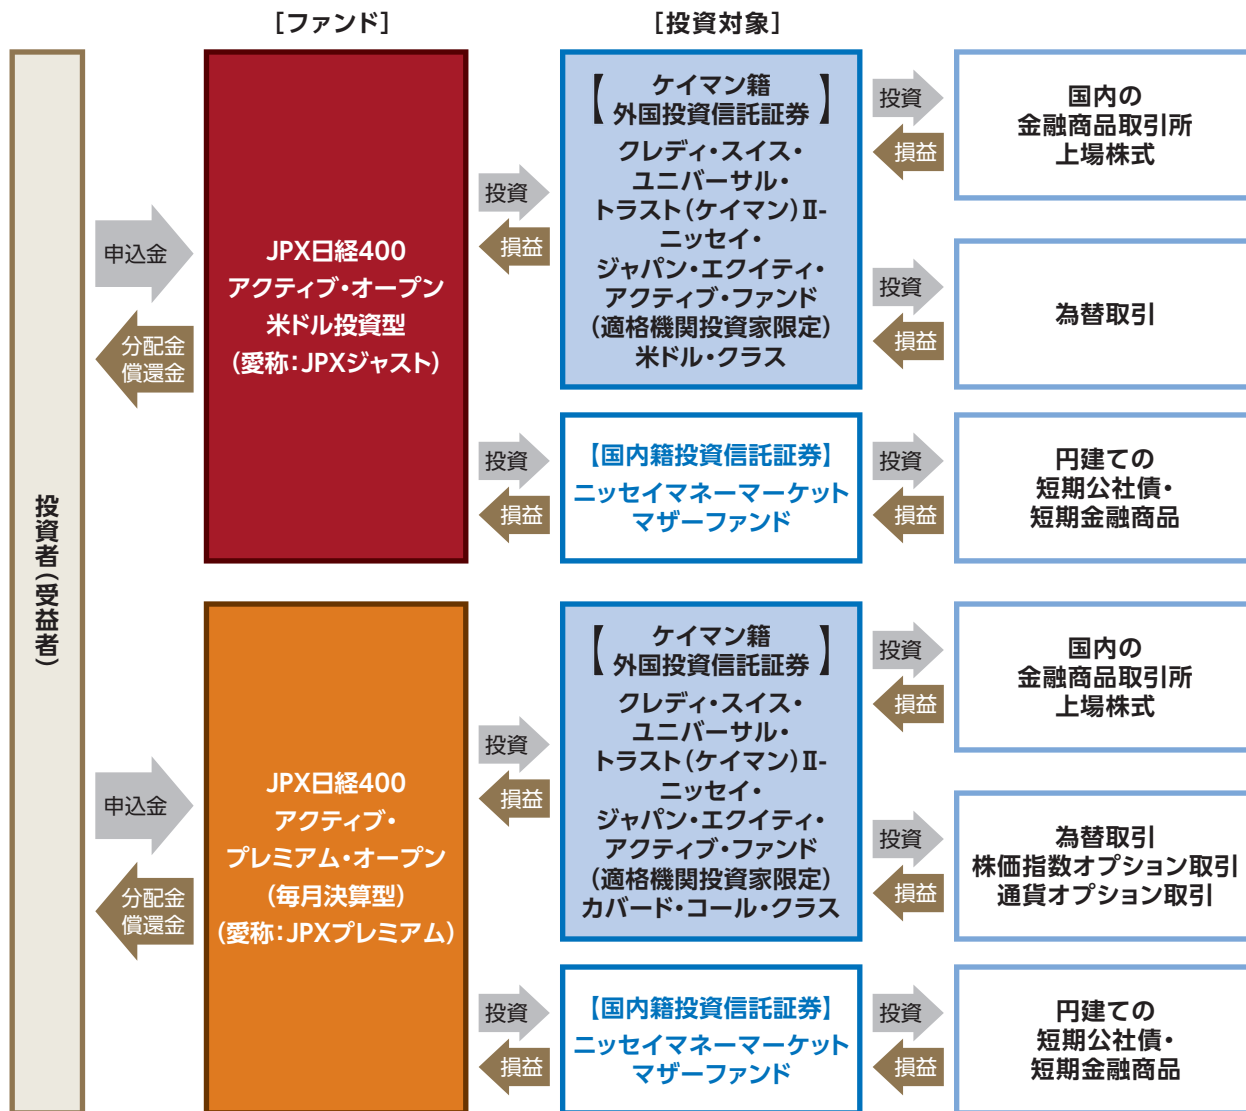 [ファンド]
[投資対象]
投資者(受益者)
申込金
分配金
償還金
JPX日経400
アクティブ・オープン
米ドル投資型
(愛称：JPXジャスト)
投資
損益
【ケイマン籍
外国投資信託証券】
クレディ・スイス・
ユニバーサル・
トラスト(ケイマン)Ⅱ-
ニッセイ・
ジャパン・エクイティ・
アクティブ・ファンド
(適格機関投資家限定)
米ドル・クラス
投資
損益
国内の
金融商品取引所
上場株式
投資
損益
為替取引
投資
損益
【国内籍投資信託証券】
ニッセイマネーマーケット
マザーファンド
投資
損益
円建ての
短期公社債・
短期金融商品
申込金
分配金
償還金
JPX日経400
アクティブ・
プレミアム・オープン
(毎月決算型)
(愛称：JPXプレミアム)
投資
損益
【ケイマン籍
外国投資信託証券】
クレディ・スイス・
ユニバーサル・
トラスト(ケイマン)Ⅱ-
ニッセイ・
ジャパン・エクイティ・
アクティブ・ファンド
(適格機関投資家限定)
カバード・コール・クラス
投資
損益
国内の
金融商品取引所
上場株式
投資
損益
為替取引
株価指数オプション取引
通貨オプション取引
投資
損益
【国内籍投資信託証券】
ニッセイマネーマーケット
マザーファンド
投資
損益
円建ての
短期公社債・
短期金融商品